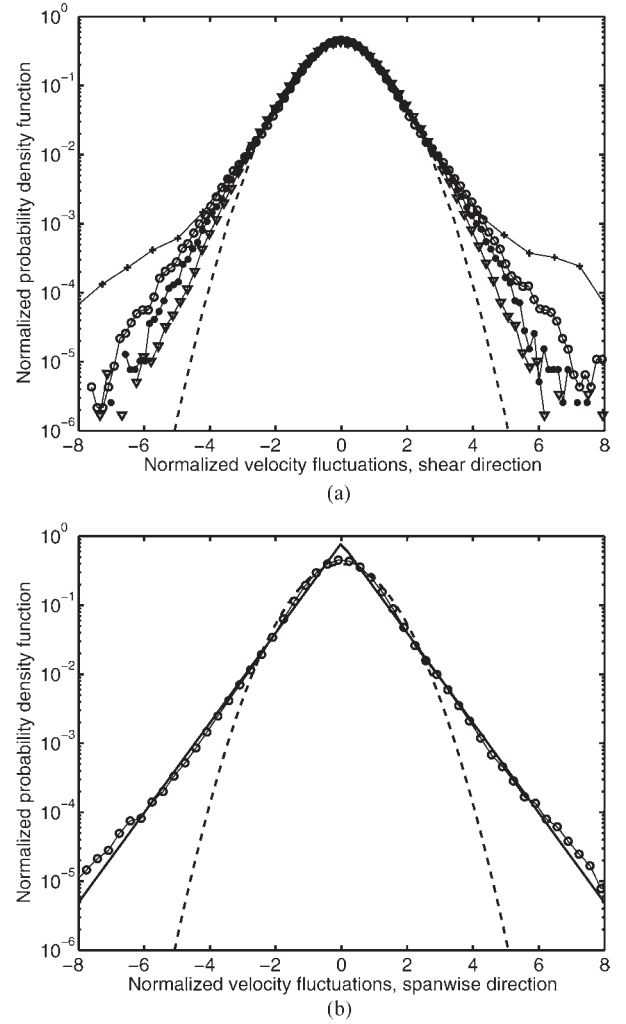 10^0
10^-1
10^-2
10^-3
10^-4
10^-5
10^-6
Normalized probability density function
−8 −6 −4 −2 0 2 4 6 8
Normalized velocity fluctuations, shear direction
(a)
10^0
10^-1
10^-2
10^-3
10^-4
10^-5
10^-6
Normalized probability density function
−8 −6 −4 −2 0 2 4 6 8
Normalized velocity fluctuations, spanwise direction
(b)